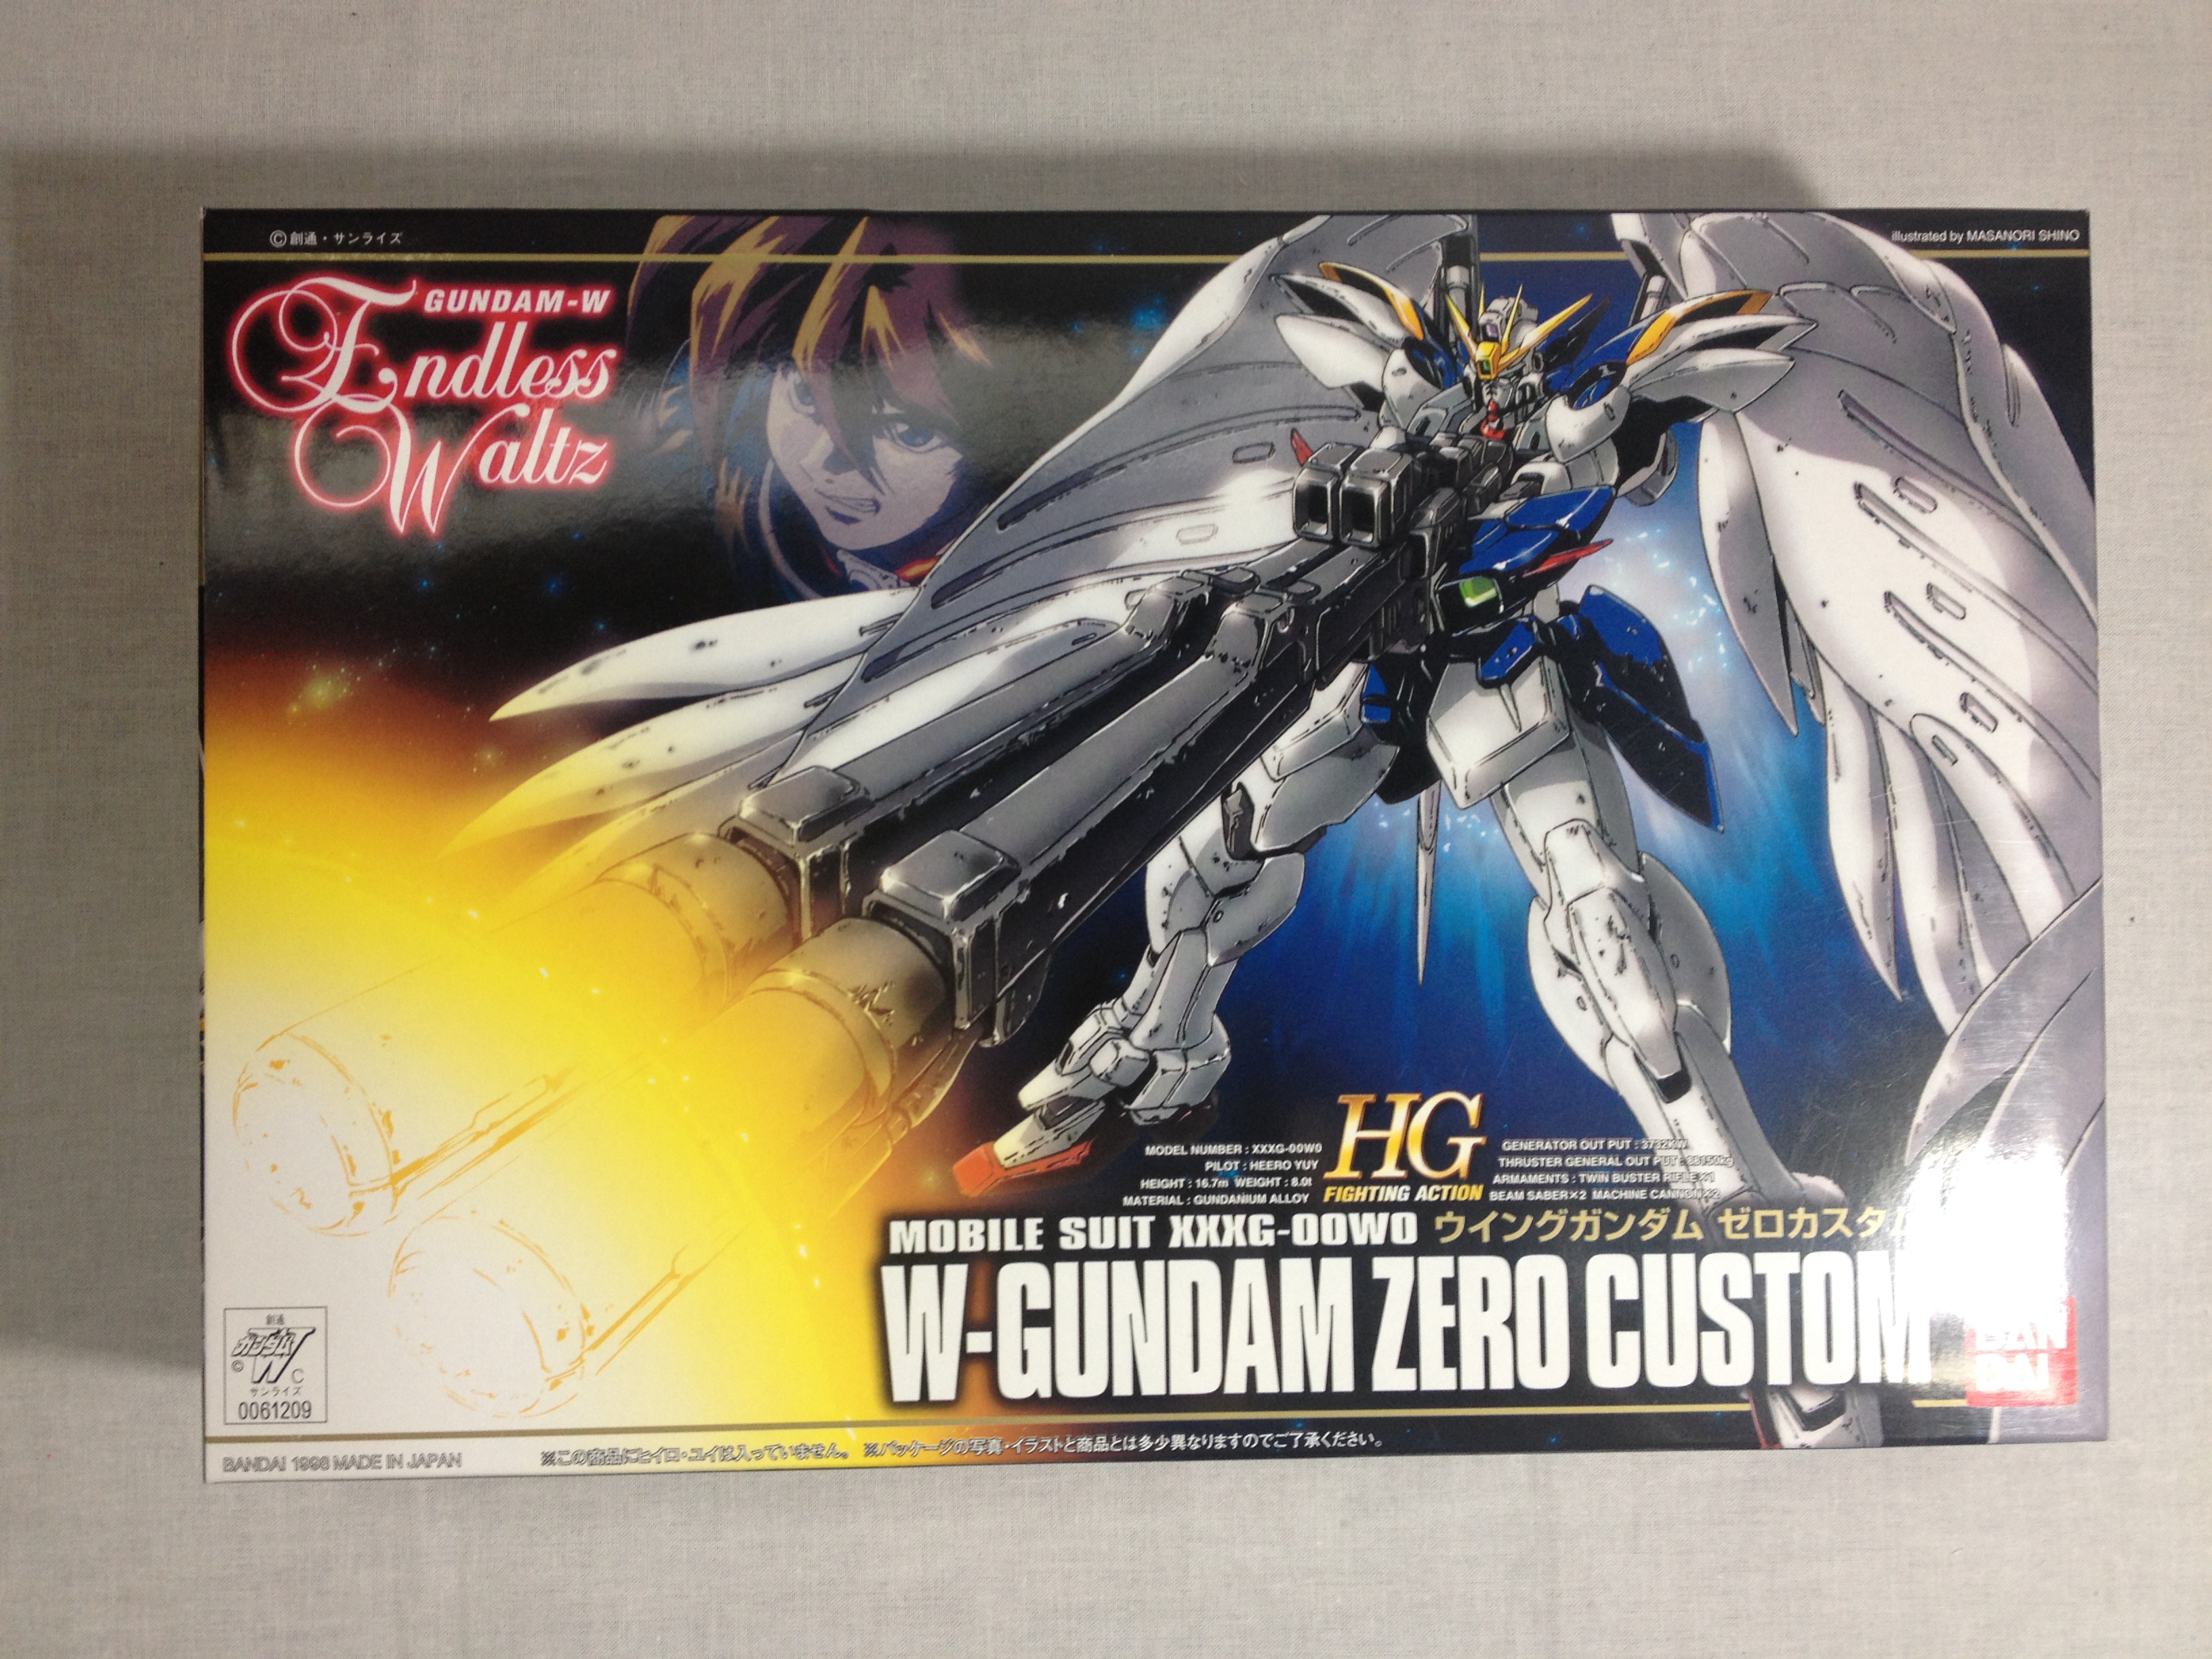 ©創通・サンライズ
illustrated by MASANORI SHINO
GUNDAM-W
Endless
Waltz
MODEL NUMBER : XXXG-00W0
PILOT : HEERO YUY
HEIGHT : 16.7m WEIGHT : 8.0t
MATERIAL : GUNDANIUM ALLOY
HG
FIGHTING ACTION
GENERATOR OUT PUT : 3732KW
THRUSTER GENERAL OUT PUT : 88150kg
ARMAMENTS : TWIN BUSTER RIFLE×1
BEAM SABER×2 MACHINE CANNON×2
MOBILE SUIT XXXG-00W0 ウイングガンダム ゼロカスタム
W-GUNDAM ZERO CUSTOM
BAN
DAI
創通
ガンダムW
© C
サンライズ
0061209
BANDAI 1998 MADE IN JAPAN
※この商品にヒイロ・ユイは入っていません。 ※パッケージの写真・イラストと商品とは多少異なりますのでご了承ください。